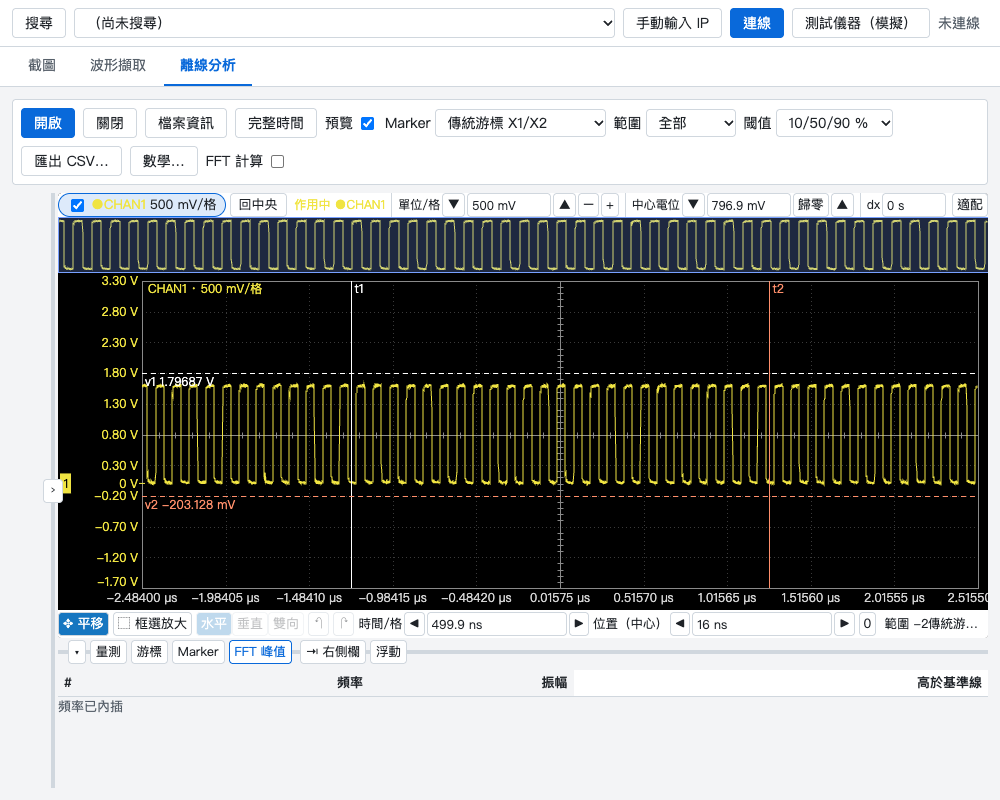 搜尋 （尚未搜尋） 手動輸入 IP 連線 測試儀器（模擬） 未連線
截圖 波形擷取 離線分析
開啟 關閉 檔案資訊 完整時間 預覽 Marker 傳統游標 X1/X2 範圍 全部 閾值 10/50/90 %
匯出 CSV… 數學… FFT 計算
CHAN1 500 mV/格 回中央 作用中 CHAN1 單位/格 ▼ 500 mV ▲ − + 中心電位 ▼ 796.9 mV 歸零 ▲ dx 0 s 適配
3.30 V
CHAN1 · 500 mV/格 t1 t2
2.80 V
2.30 V
1.80 V
v1 1.79687 V
1.30 V
0.80 V
0.30 V
0 V
1
−0.20 V
v2 −203.128 mV
−0.70 V
−1.20 V
−1.70 V
−2.48400 µs −1.98405 µs −1.48410 µs −0.98415 µs −0.48420 µs 0.01575 µs 0.51570 µs 1.01565 µs 1.51560 µs 2.01555 µs 2.5155
平移 框選放大 水平 垂直 雙向 時間/格 ◀ 499.9 ns ▶ 位置（中心） ◀ 16 ns ▶ 0 範圍 −2傳統游…
量測 游標 Marker FFT 峰值 右側欄 浮動
# 頻率 振幅 高於基準線
頻率已內插